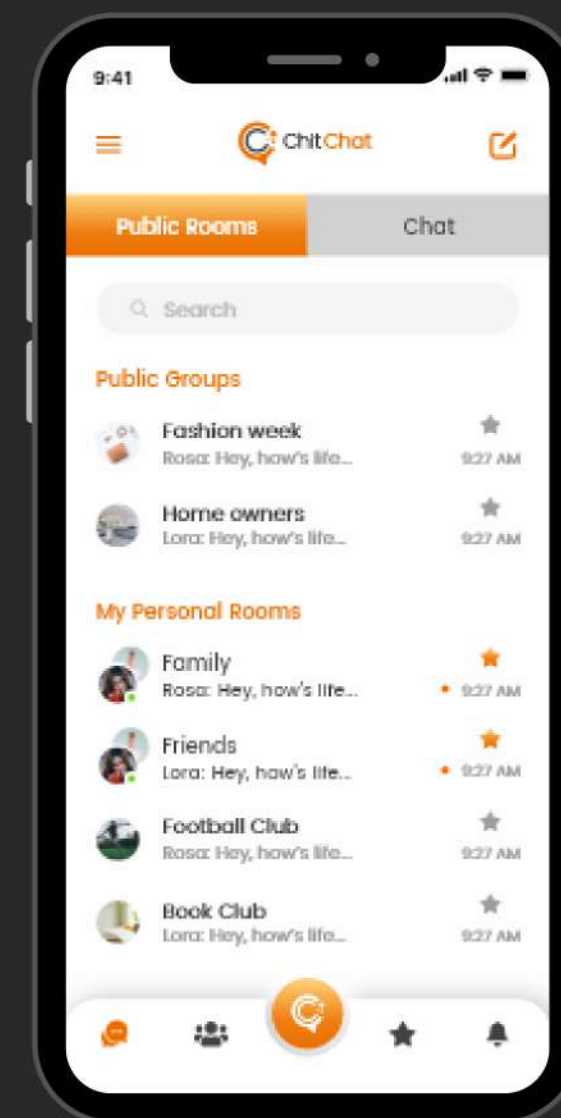 9:41
ChitChat
Public Rooms
Chat
Search
Public Groups
Fashion week
Rosa: Hey, how's life...
9:27 AM
Home owners
Lora: Hey, how's life...
9:27 AM
My Personal Rooms
Family
Rosa: Hey, how's life...
9:27 AM
Friends
Lora: Hey, how's life...
9:27 AM
Football Club
Rosa: Hey, how's life...
9:27 AM
Book Club
Lora: Hey, how's life...
9:27 AM